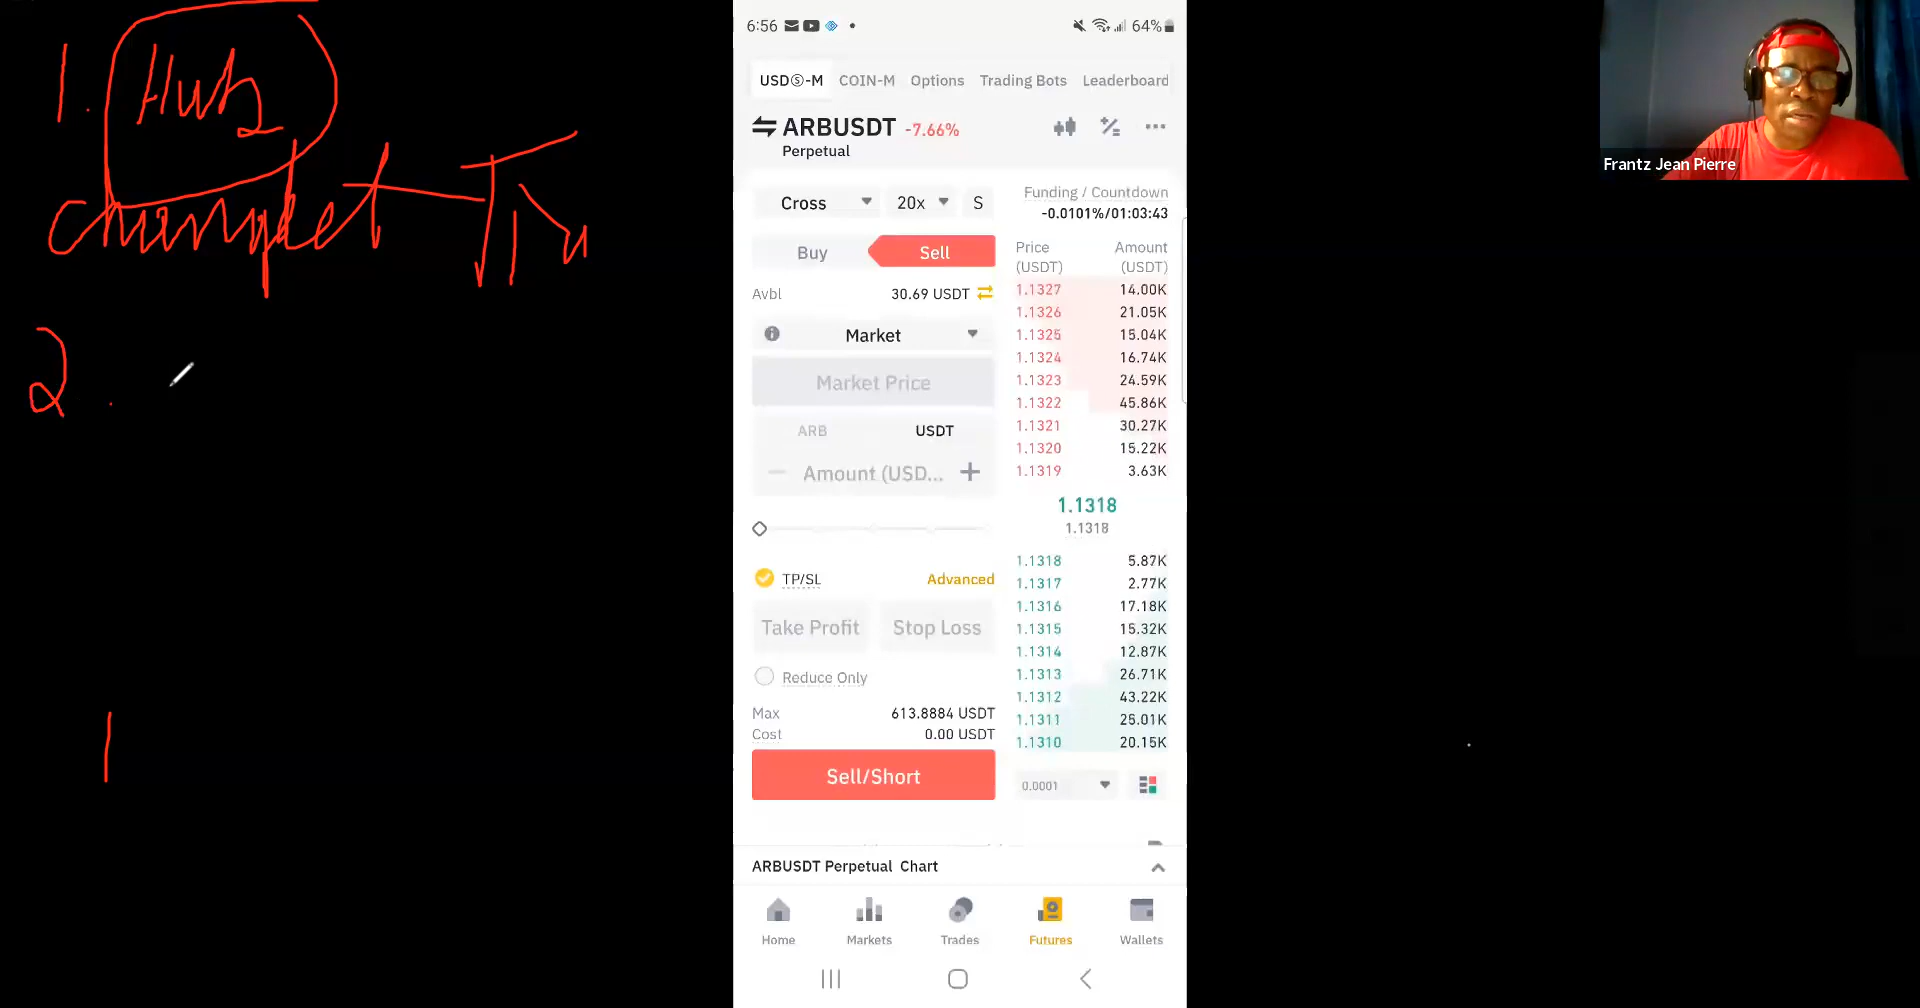 1. Hub
2.
1
6:56 64%
USDⓈ-M COIN-M Options Trading Bots Leaderboard
ARBUSDT -7.66%
Perpetual
Cross 20x S
Funding / Countdown
-0.0101%/01:03:43
Buy Sell
Price (USDT) Amount (USDT)
Avbl 30.69 USDT
Market
Market Price
ARB USDT
Amount (USD...
TP/SL Advanced
Take Profit Stop Loss
Reduce Only
Max 613.8884 USDT
Cost 0.00 USDT
Sell/Short
1.1327 14.00K
1.1326 21.05K
1.1325 15.04K
1.1324 16.74K
1.1323 24.59K
1.1322 45.86K
1.1321 30.27K
1.1320 15.22K
1.1319 3.63K
1.1318
1.1318
1.1318 5.87K
1.1317 2.77K
1.1316 17.18K
1.1315 15.32K
1.1314 12.87K
1.1313 26.71K
1.1312 43.22K
1.1311 25.01K
1.1310 20.15K
0.0001
ARBUSDT Perpetual Chart
Home Markets Trades Futures Wallets
Frantz Jean Pierre